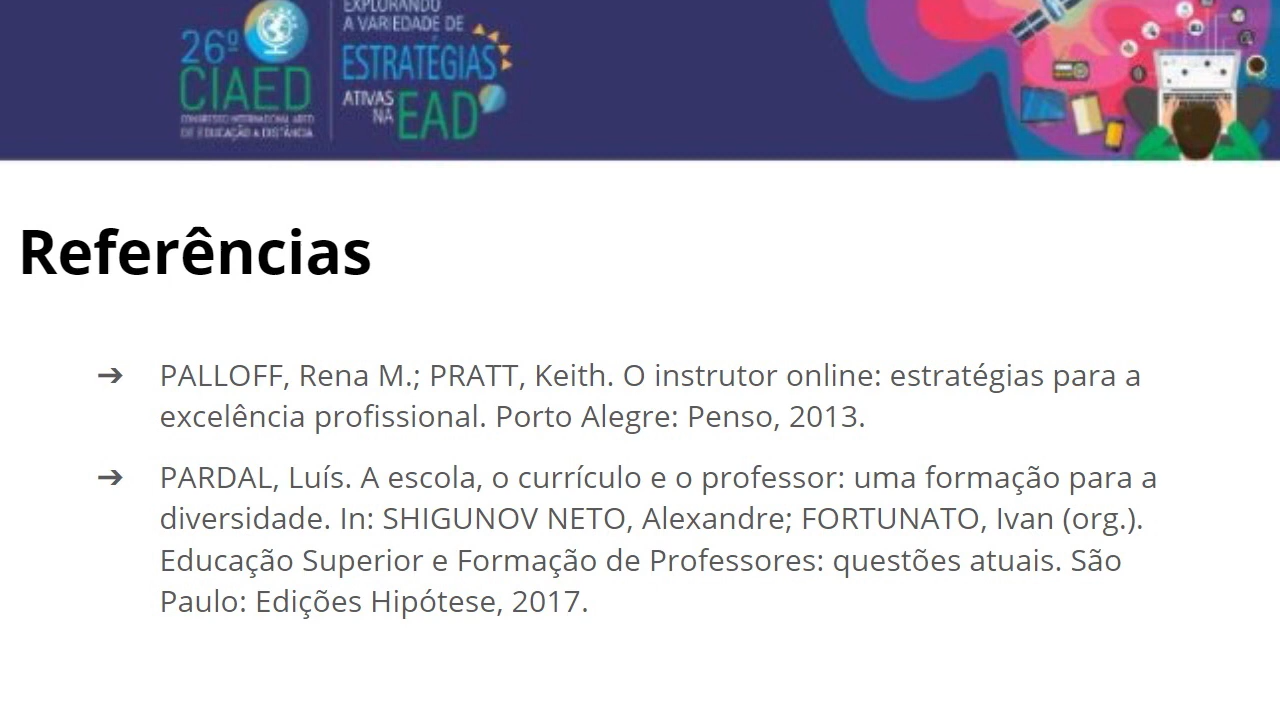 EXPLORANDO
A VARIEDADE DE
26º
ESTRATÉGIAS
CIAED
ATIVAS
NA
EAD
CONGRESSO INTERNACIONAL ABED
DE EDUCAÇÃO A DISTÂNCIA
Referências
➔ PALLOFF, Rena M.; PRATT, Keith. O instrutor online: estratégias para a
excelência profissional. Porto Alegre: Penso, 2013.
➔ PARDAL, Luís. A escola, o currículo e o professor: uma formação para a
diversidade. In: SHIGUNOV NETO, Alexandre; FORTUNATO, Ivan (org.).
Educação Superior e Formação de Professores: questões atuais. São
Paulo: Edições Hipótese, 2017.